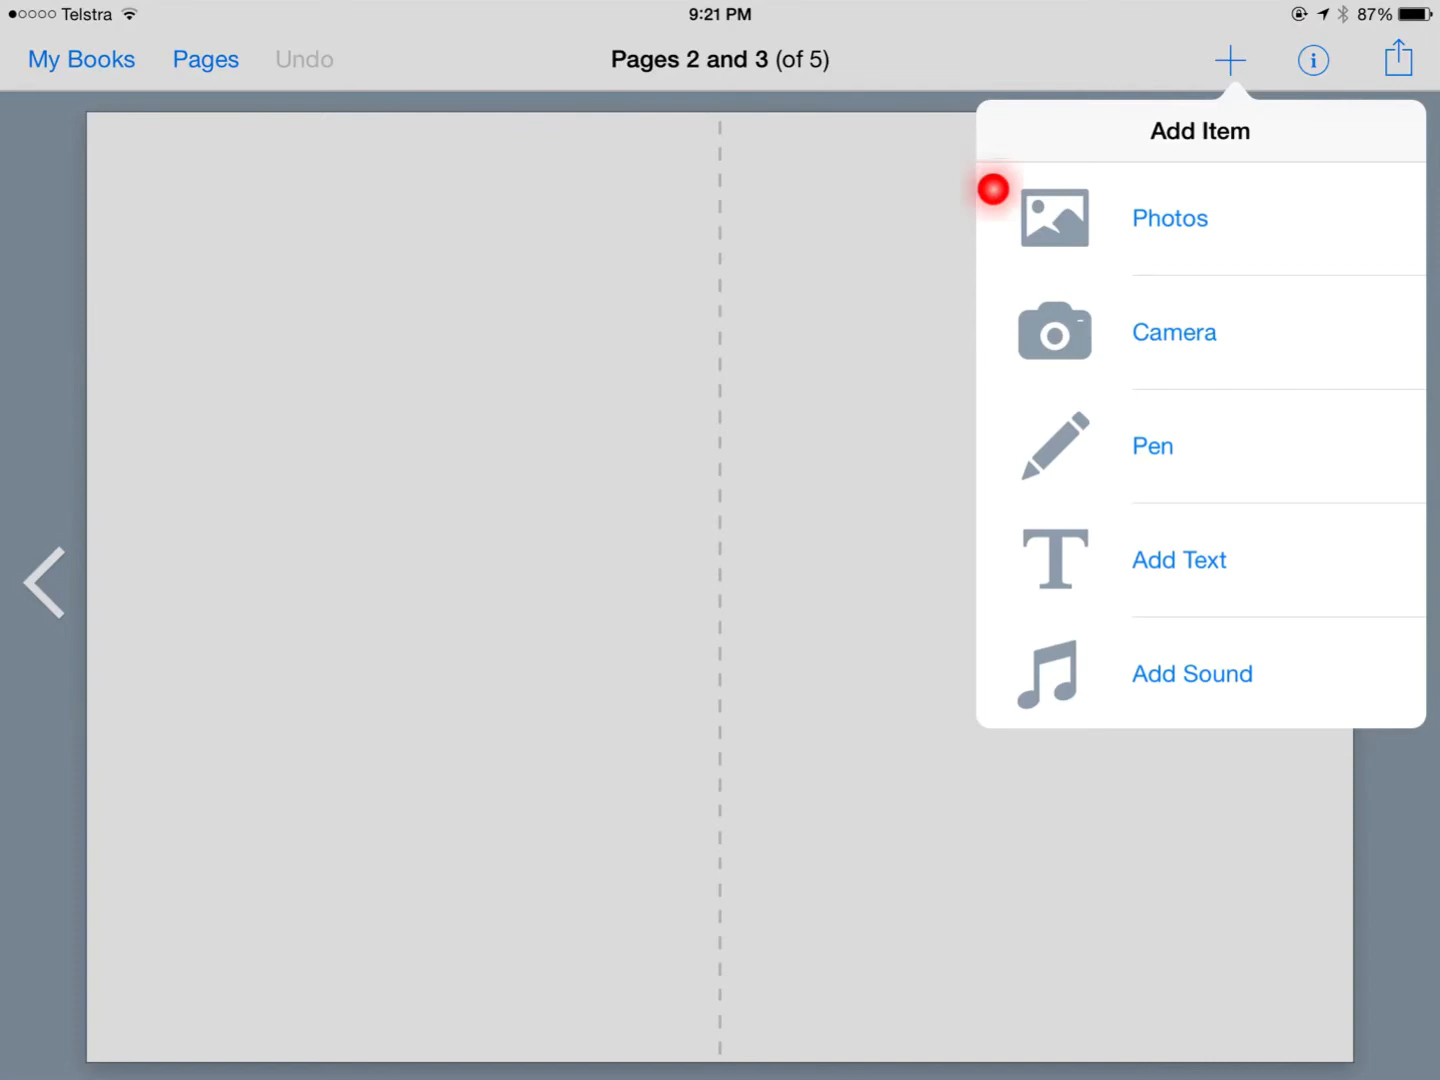 Telstra 9:21 PM 87%
My Books Pages Undo Pages 2 and 3 (of 5)
Add Item
Photos
Camera
Pen
Add Text
Add Sound